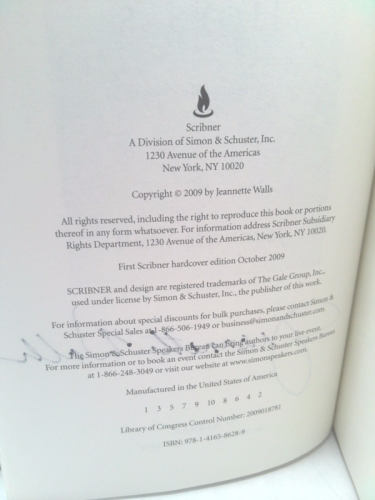 Scribner
A Division of Simon & Schuster, Inc.
1230 Avenue of the Americas
New York, NY 10020
Copyright © 2009 by Jeannette Walls
All rights reserved, including the right to reproduce this book or portions
thereof in any form whatsoever. For information address Scribner Subsidiary
Rights Department, 1230 Avenue of the Americas, New York, NY 10020.
First Scribner hardcover edition October 2009
SCRIBNER and design are registered trademarks of The Gale Group, Inc.,
used under license by Simon & Schuster, Inc., the publisher of this work.
For information about special discounts for bulk purchases, please contact Simon &
Schuster Special Sales at 1-866-506-1949 or business@simonandschuster.com.
The Simon & Schuster Speakers Bureau can bring authors to your live event.
For more information or to book an event contact the Simon & Schuster Speakers Bureau
at 1-866-248-3049 or visit our website at www.simonspeakers.com.
Manufactured in the United States of America
1 3 5 7 9 10 8 6 4 2
Library of Congress Control Number: 2009018781
ISBN: 978-1-4165-8628-9